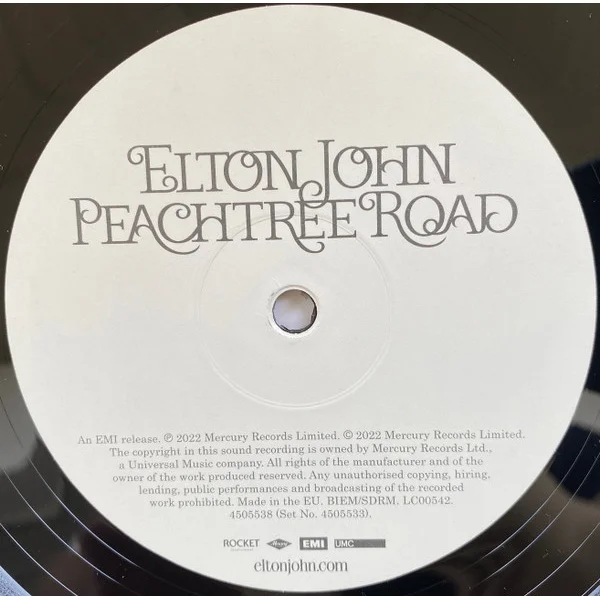 ELTON JOHN
PEACHTREE ROAD
An EMI release. ℗ 2022 Mercury Records Limited. © 2022 Mercury Records Limited.
The copyright in this sound recording is owned by Mercury Records Ltd.,
a Universal Music company. All rights of the manufacturer and of the
owner of the work produced reserved. Any unauthorised copying, hiring,
lending, public performances and broadcasting of the recorded
work prohibited. Made in the EU. BIEM/SDRM. LC00542.
4505538 (Set No. 4505533).
ROCKET EMI UMC
eltonjohn.com